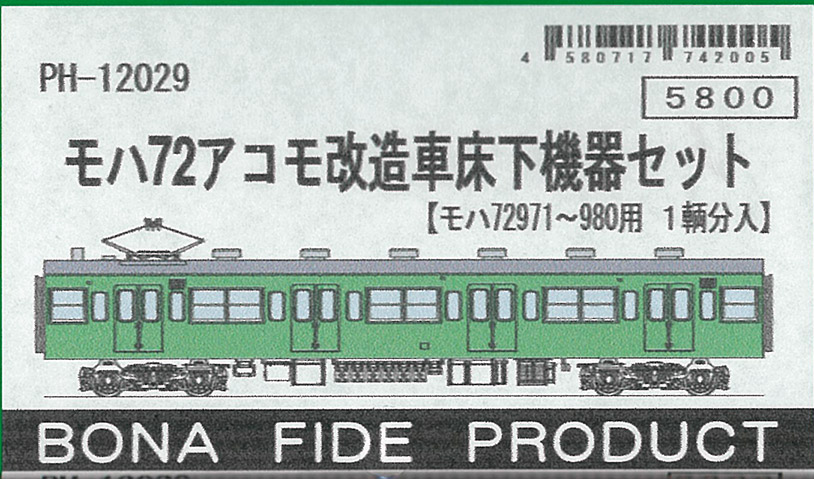 4 580717 742005
PH-12029
5800
モハ72アコモ改造車床下機器セット
【モハ72971～980用 1輌分入】
BONA FIDE PRODUCT